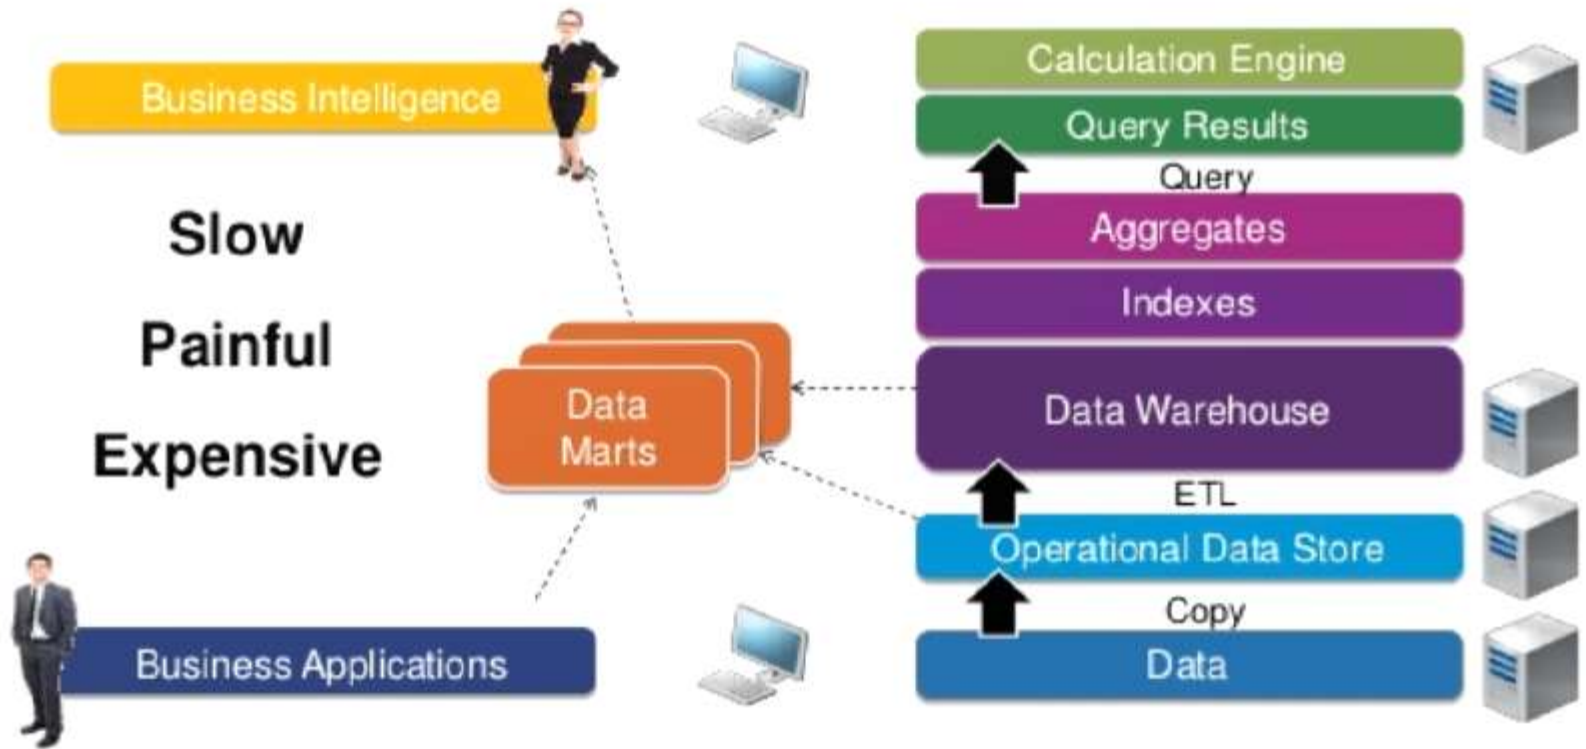 Business Intelligence
Slow
Painful
Expensive
Business Applications
Data
Marts
Calculation Engine
Query Results
Query
Aggregates
Indexes
Data Warehouse
ETL
Operational Data Store
Copy
Data